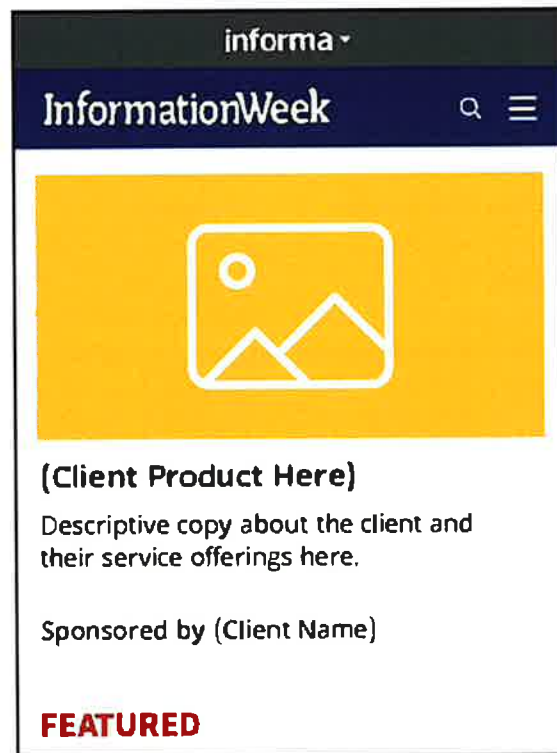 informa
InformationWeek
(Client Product Here)
Descriptive copy about the client and
their service offerings here.
Sponsored by (Client Name)
FEATURED